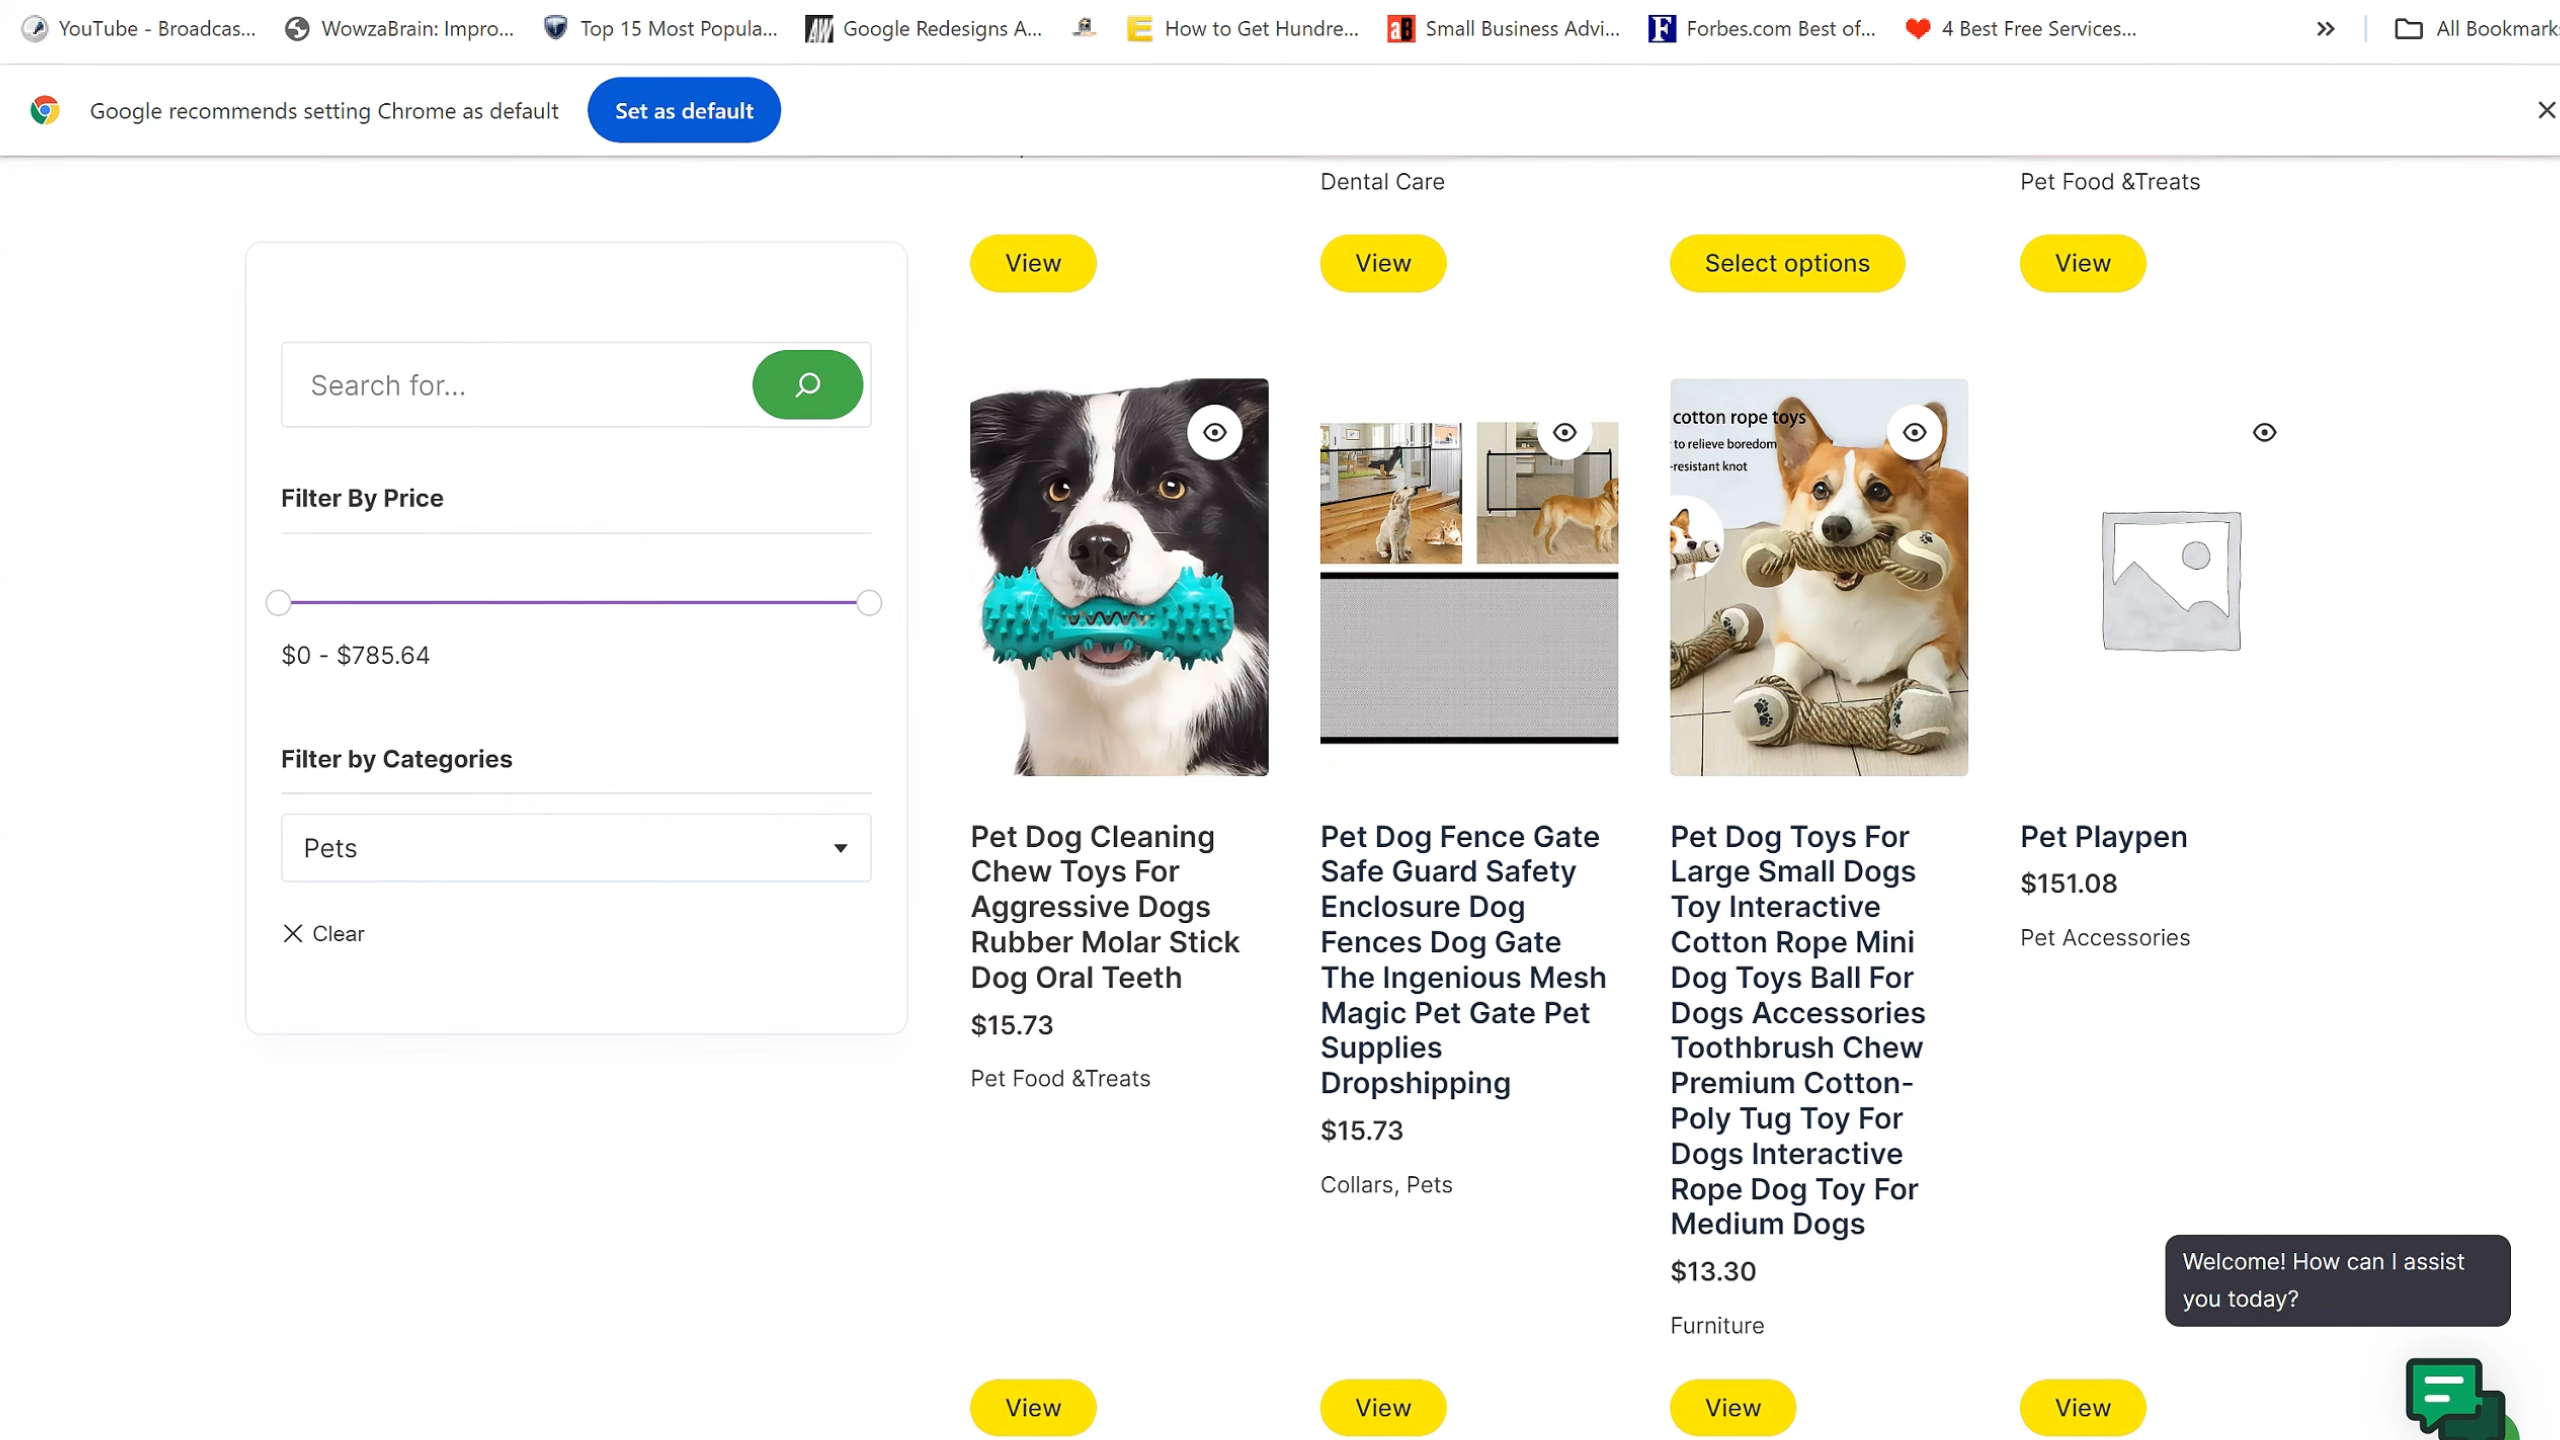 YouTube - Broadcas...
WowzaBrain: Impro...
Top 15 Most Popula...
Google Redesigns A...
How to Get Hundre...
Small Business Advi...
Forbes.com Best of...
4 Best Free Services...
All Bookmark
Google recommends setting Chrome as default
Set as default
Dental Care
Pet Food &Treats
View
View
Select options
View
Search for...
Filter By Price
$0 - $785.64
Filter by Categories
Pets
Clear
cotton rope toys
to relieve boredom
-resistant knot
Pet Dog Cleaning
Chew Toys For
Aggressive Dogs
Rubber Molar Stick
Dog Oral Teeth
$15.73
Pet Food &Treats
Pet Dog Fence Gate
Safe Guard Safety
Enclosure Dog
Fences Dog Gate
The Ingenious Mesh
Magic Pet Gate Pet
Supplies
Dropshipping
$15.73
Collars, Pets
Pet Dog Toys For
Large Small Dogs
Toy Interactive
Cotton Rope Mini
Dog Toys Ball For
Dogs Accessories
Toothbrush Chew
Premium Cotton-
Poly Tug Toy For
Dogs Interactive
Rope Dog Toy For
Medium Dogs
$13.30
Furniture
Pet Playpen
$151.08
Pet Accessories
Welcome! How can I assist
you today?
View
View
View
View